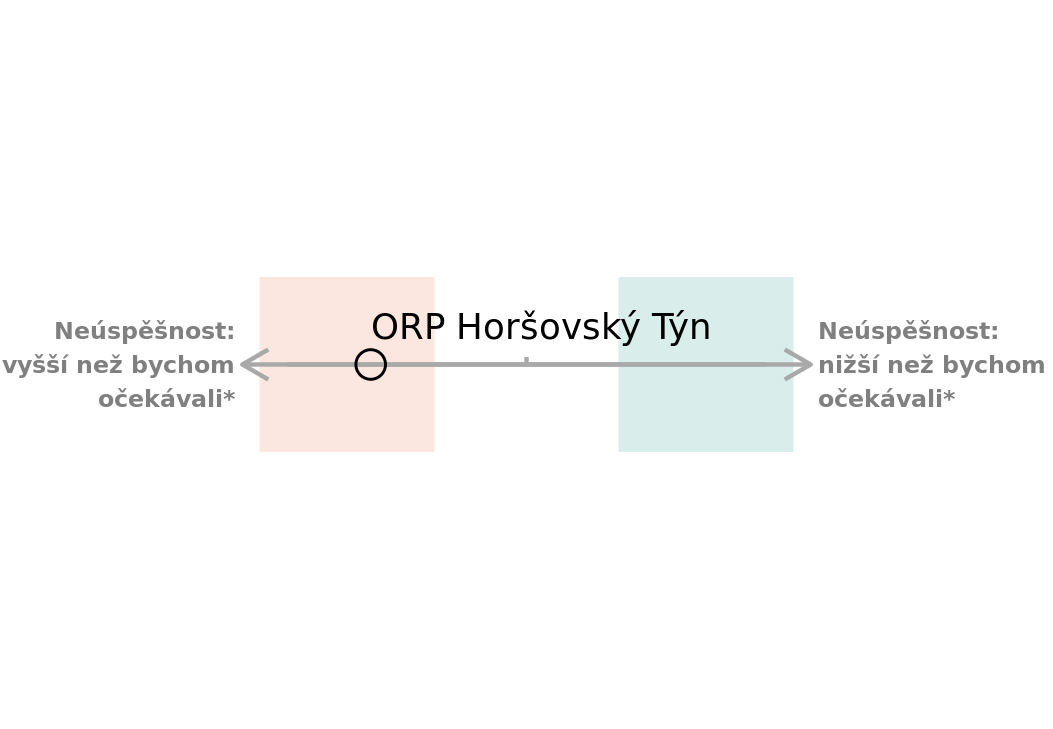 ORP Horšovský Týn
Neúspěšnost:
vyšší než bychom
očekávali*
Neúspěšnost:
nižší než bychom
očekávali*